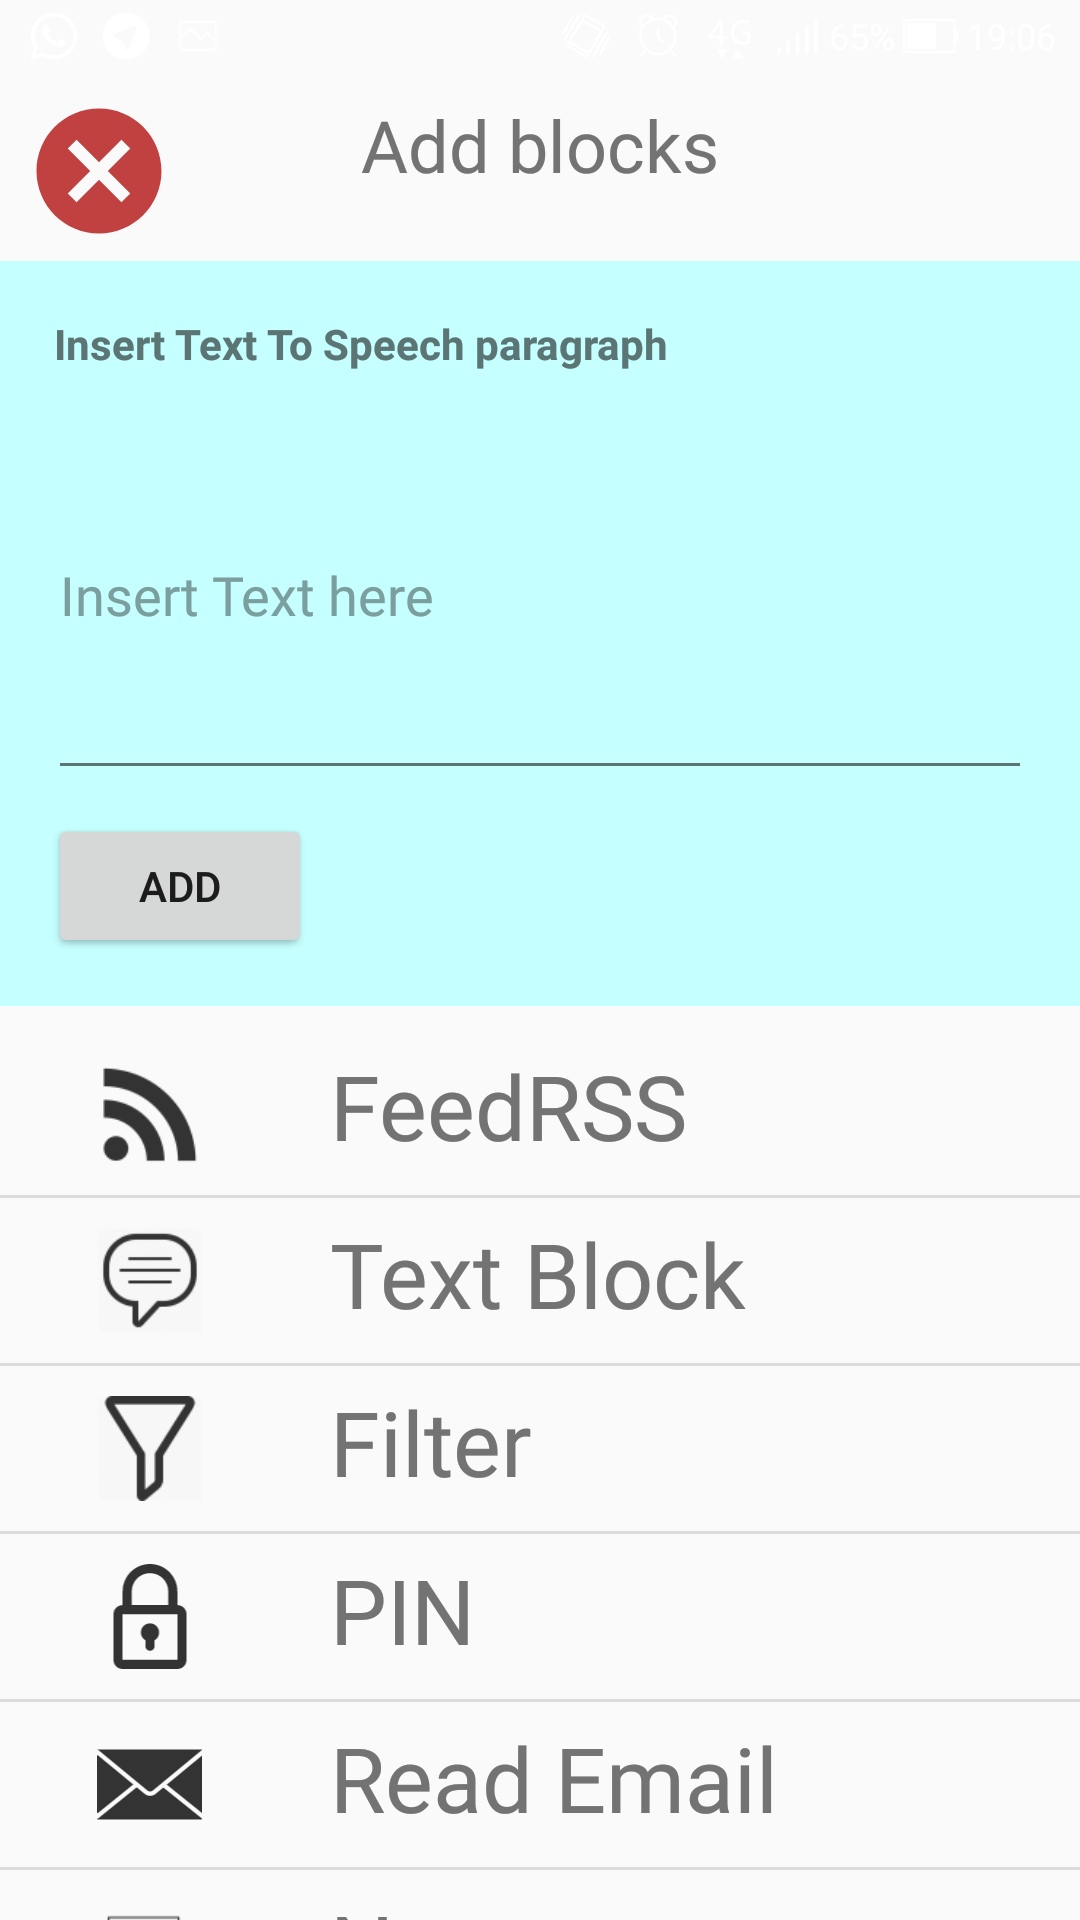 4G 65% 19:06
Add blocks
Insert Text To Speech paragraph
Insert Text here
ADD
FeedRSS
Text Block
Filter
PIN
Read Email